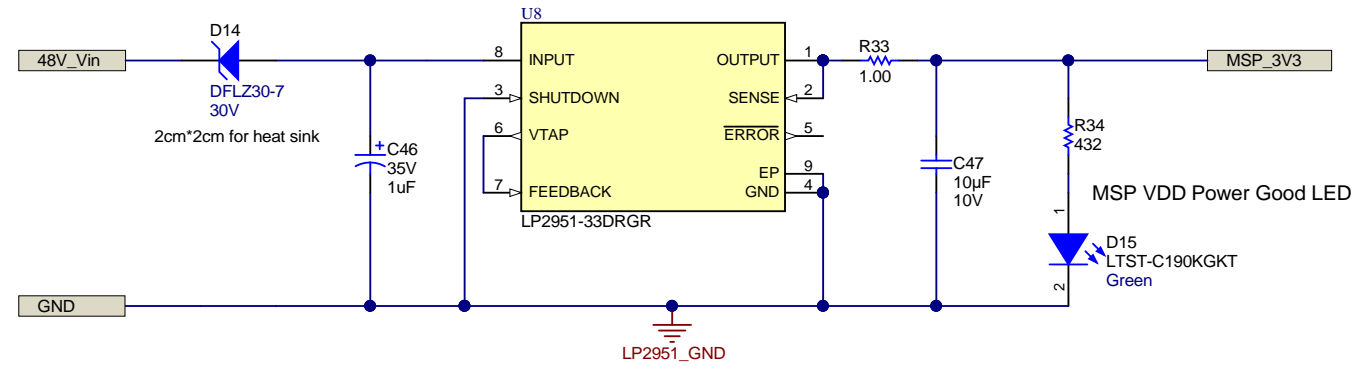 U8
D14
48V_Vin
DFLZ30-7
30V
2cm*2cm for heat sink
8
INPUT
OUTPUT
1
R33
1.00
MSP_3V3
3
SHUTDOWN
SENSE
2
6
VTAP
ERROR
5
7
FEEDBACK
EP
9
GND
4
LP2951-33DRGR
+
C46
35V
1uF
C47
10µF
10V
R34
432
MSP VDD Power Good LED
1
D15
LTST-C190KGKT
Green
2
GND
LP2951_GND